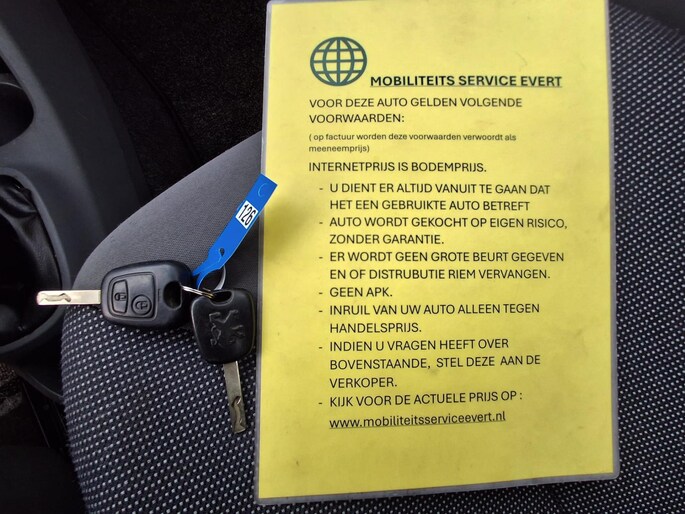 MOBILITEITS SERVICE EVERT
VOOR DEZE AUTO GELDEN VOLGENDE
VOORWAARDEN:
( op factuur worden deze voorwaarden verwoordt als
meeneemprijs)
INTERNETPRIJS IS BODEMPRIJS.
- U DIENT ER ALTIJD VANUIT TE GAAN DAT
HET EEN GEBRUIKTE AUTO BETREFT
- AUTO WORDT GEKOCHT OP EIGEN RISICO,
ZONDER GARANTIE.
- ER WORDT GEEN GROTE BEURT GEGEVEN
EN OF DISTRUBUTIE RIEM VERVANGEN.
- GEEN APK.
- INRUIL VAN UW AUTO ALLEEN TEGEN
HANDELSPRIJS.
- INDIEN U VRAGEN HEEFT OVER
BOVENSTAANDE, STEL DEZE AAN DE
VERKOPER.
- KIJK VOOR DE ACTUELE PRIJS OP :
www.mobiliteitsserviceevert.nl
126